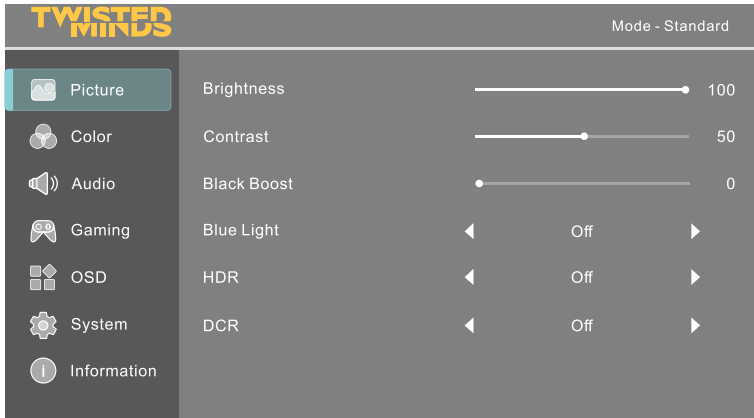 TWISTED
MINDS
Mode - Standard
Picture
Brightness 100
Color
Contrast 50
Audio
Black Boost 0
Gaming
Blue Light Off
OSD
HDR Off
System
DCR Off
Information